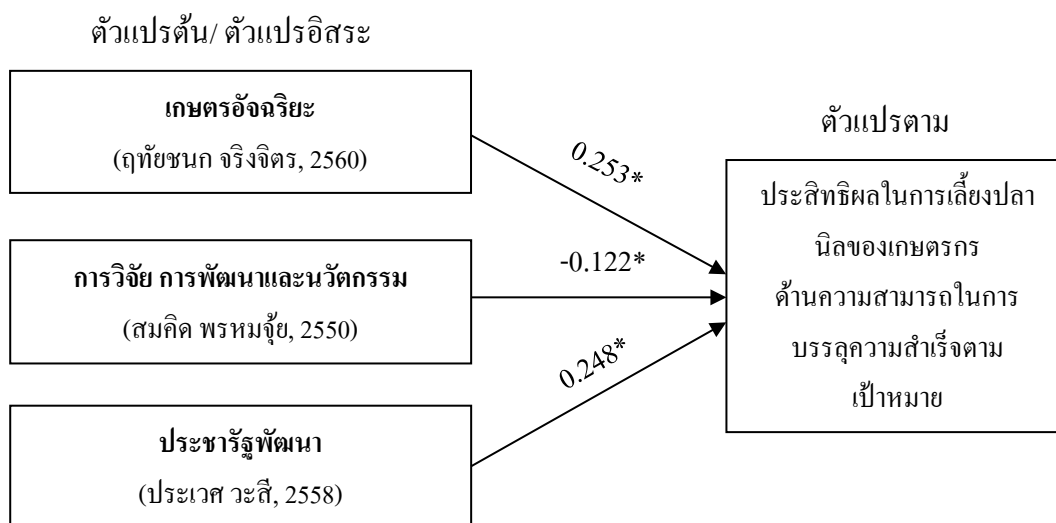 ตัวแปรต้น/ ตัวแปรอิสระ
เกษตรอัจฉริยะ
(ฤทัยชนก จริงจิตร, 2560)
การวิจัย การพัฒนาและนวัตกรรม
(สมคิด พรหมจุ้ย, 2550)
ประชารัฐพัฒนา
(ประเวศ วะสี, 2558)
0.253*
-0.122*
0.248*
ตัวแปรตาม
ประสิทธิผลในการเลี้ยงปลา
นิลของเกษตรกร
ด้านความสามารถในการ
บรรลุความสำเร็จตาม
เป้าหมาย